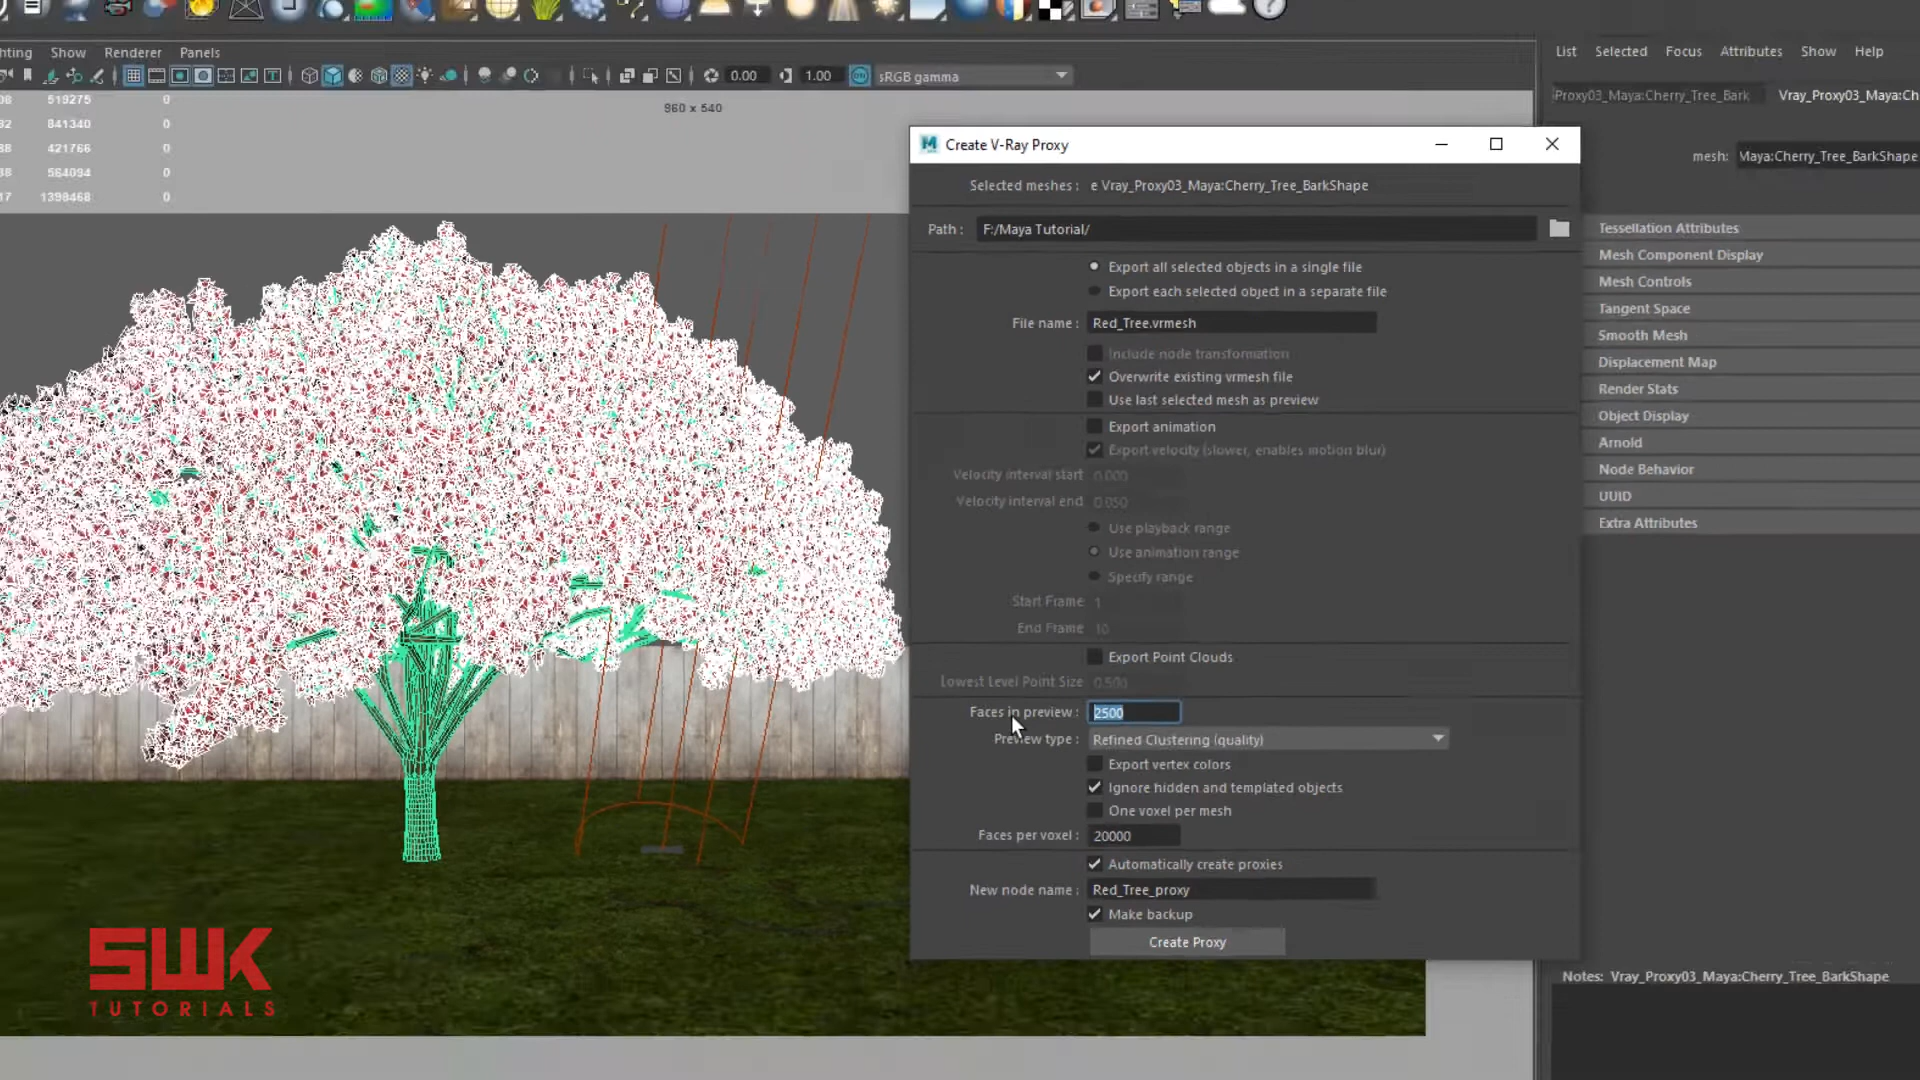 hting Show Renderer Panels
List Selected Focus Attributes Show Help
0.00 1.00 sRGB gamma
Proxy03_Maya:Cherry_Tree_Bark Vray_Proxy03_Maya:Ch
08 519275 0
92 841340 0
88 421766 0
38 564094 0
17 1398468 0
960 x 540
Create V-Ray Proxy
mesh: Maya:Cherry_Tree_BarkShape
Selected meshes : e Vray_Proxy03_Maya:Cherry_Tree_BarkShape
Path : F:/Maya Tutorial/
Export all selected objects in a single file
Export each selected object in a separate file
File name : Red_Tree.vrmesh
Include node transformation
Overwrite existing vrmesh file
Use last selected mesh as preview
Export animation
Export velocity (slower, enables motion blur)
Velocity interval start 0.000
Velocity interval end 0.050
Use playback range
Use animation range
Specify range
Start Frame 1
End Frame 10
Export Point Clouds
Lowest Level Point Size 0.500
Faces in preview : 2500
Preview type : Refined Clustering (quality)
Export vertex colors
Ignore hidden and templated objects
One voxel per mesh
Faces per voxel : 20000
Automatically create proxies
New node name : Red_Tree_proxy
Make backup
Create Proxy
Tessellation Attributes
Mesh Component Display
Mesh Controls
Tangent Space
Smooth Mesh
Displacement Map
Render Stats
Object Display
Arnold
Node Behavior
UUID
Extra Attributes
Notes: Vray_Proxy03_Maya:Cherry_Tree_BarkShape
SWK
TUTORIALS